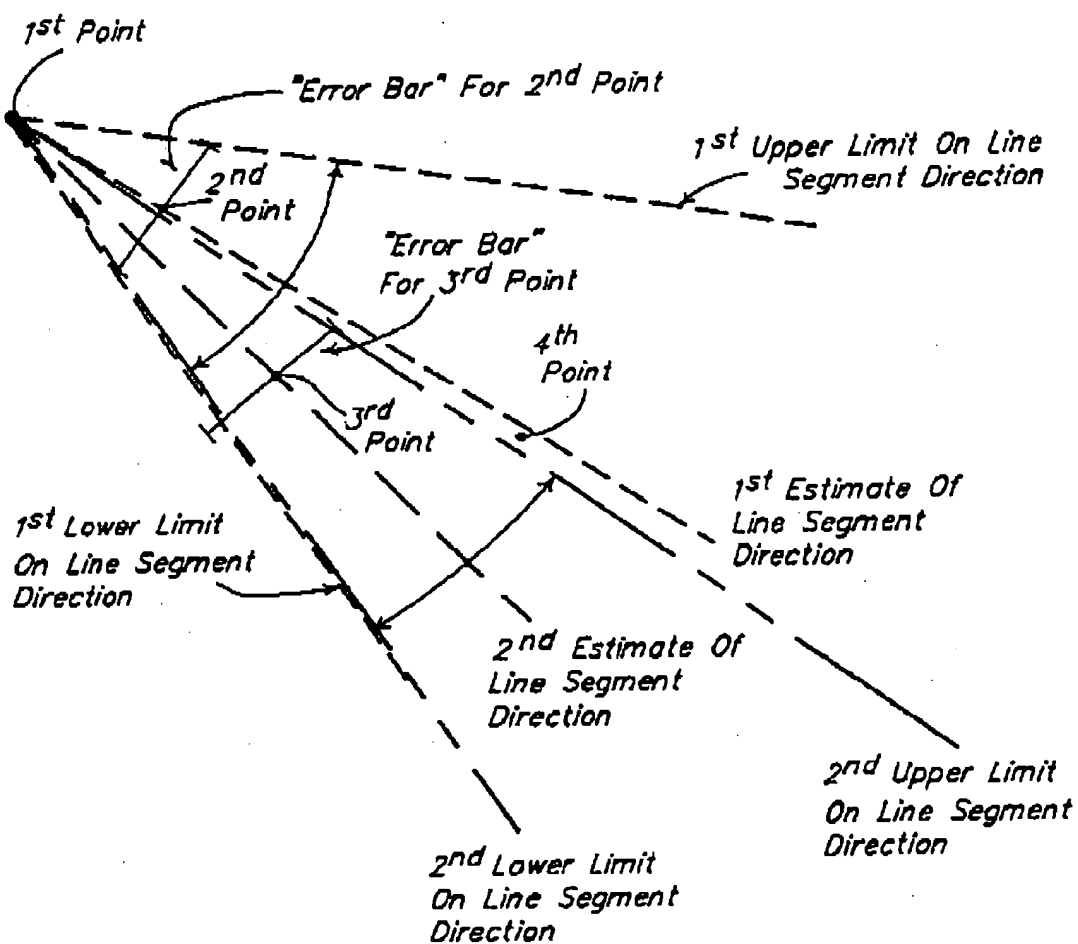 1st Point
"Error Bar" For 2nd Point
1st Upper Limit On Line
Segment Direction
2nd
Point
"Error Bar"
For 3rd Point
4th
Point
3rd
Point
1st Estimate Of
Line Segment
Direction
1st Lower Limit
On Line Segment
Direction
2nd Estimate Of
Line Segment
Direction
2nd Upper Limit
On Line Segment
Direction
2nd Lower Limit
On Line Segment
Direction